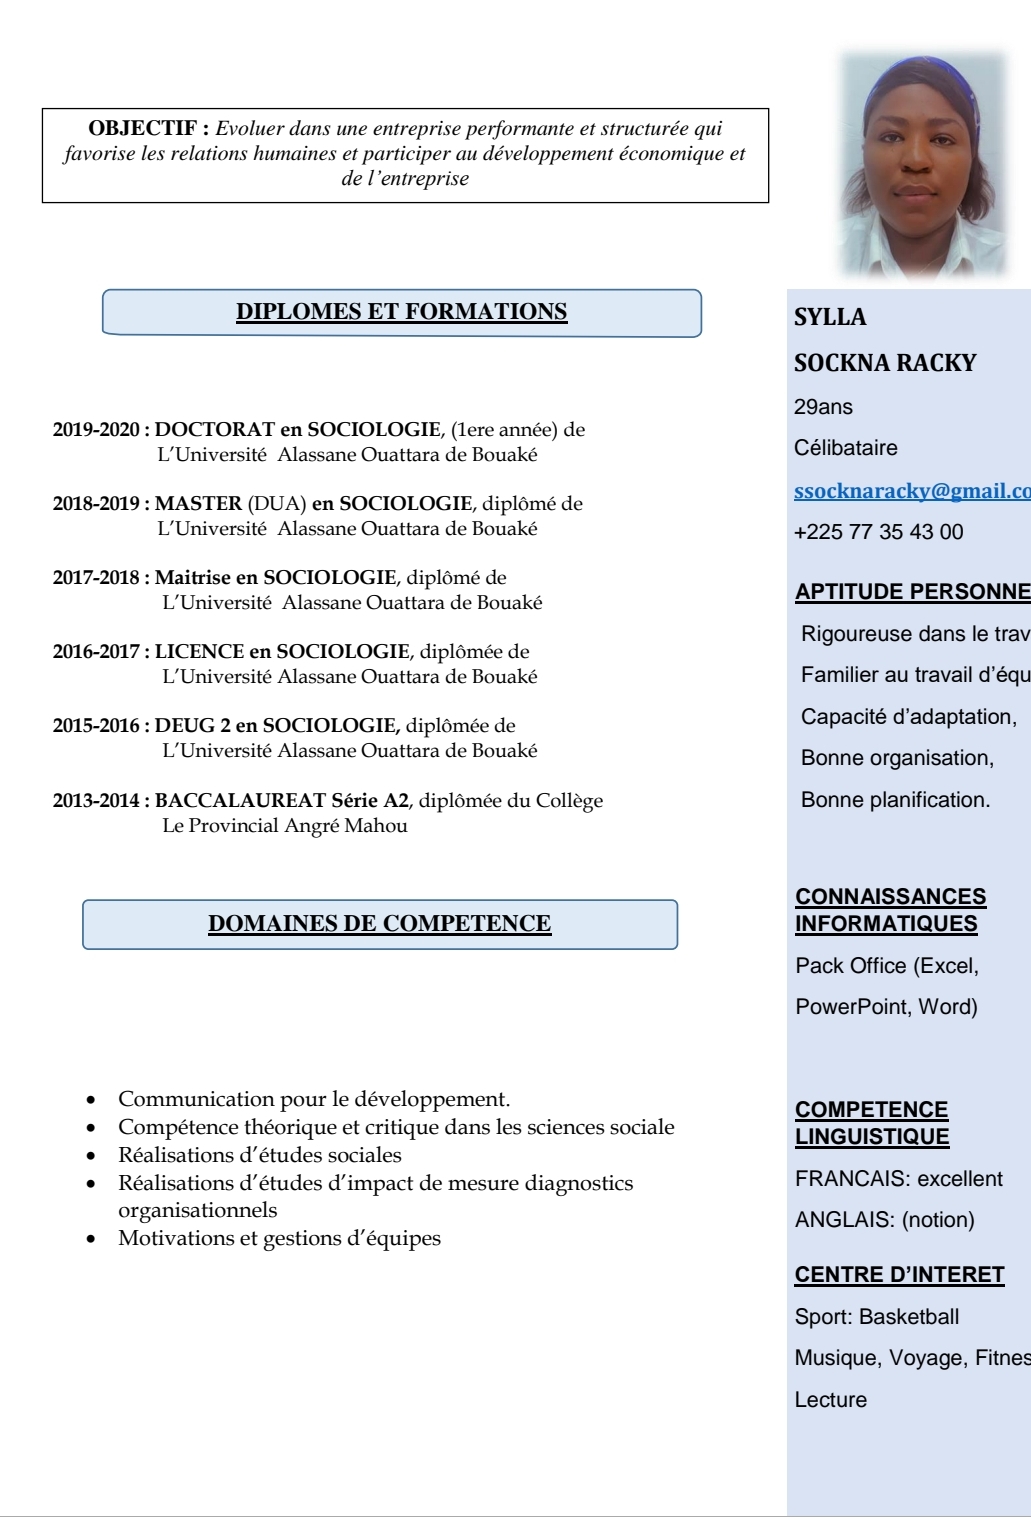 OBJECTIF : Evoluer dans une entreprise performante et structurée qui
favorise les relations humaines et participer au développement économique et
de l’entreprise
DIPLOMES ET FORMATIONS
2019-2020 : DOCTORAT en SOCIOLOGIE, (1ere année) de
L’Université Alassane Ouattara de Bouaké
2018-2019 : MASTER (DUA) en SSOCIOLOGIE, diplômé de
L’Université Alassane Ouattara de Bouaké
2017-2018 : Maitrise en SOCIOLOGIE, diplômé de
L’Université Alassane Ouattara de Bouaké
2016-2017 : LICENCE en SOCIOLOGIE, diplômée de
L’Université Alassane Ouattara de Bouaké
2015-2016 : DEUG 2 en SOCIOLOGIE, diplômée de
L’Université Alassane Ouattara de Bouaké
2013-2014 : BACCALAUREAT Série A2, diplômée du Collège
Le Provincial Angré Mahou
DOMAINES DE COMPETENCE
• Communication pour le développement.
• Compétence théorique et critique dans les sciences sociale
• Réalisations d’études sociales
• Réalisations d’études d’impact de mesure diagnostics
organisationnels
• Motivations et gestions d’équipes
SYLLA
SOCKNA RACKY
29ans
Célibataire
ssocknaracky@gmail.co
+225 77 35 43 00
APTITUDE PERSONNE
Rigoureuse dans le trav
Familier au travail d’équ
Capacité d’adaptation,
Bonne organisation,
Bonne planification.
CONNAISSANCES
INFORMATIQUES
Pack Office (Excel,
PowerPoint, Word)
COMPETENCE
LINGUISTIQUE
FRANCAIS: excellent
ANGLAIS: (notion)
CENTRE D’INTERET
Sport: Basketball
Musique, Voyage, Fitnes
Lecture